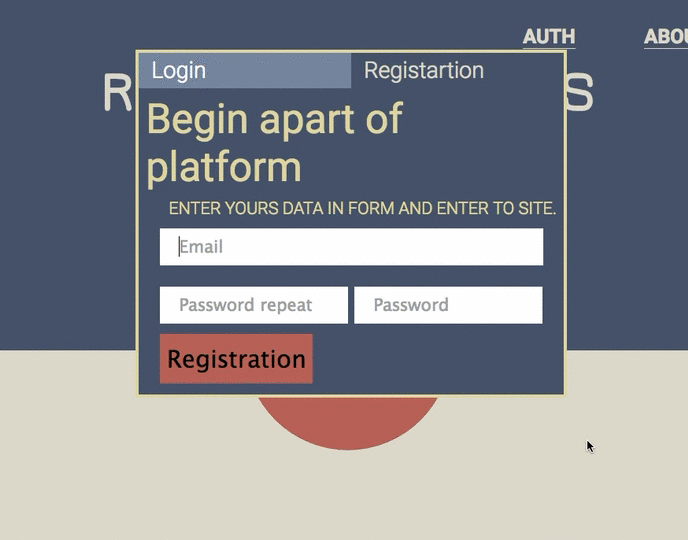 AUTH
Login
Registartion
Begin apart of
platform
ENTER YOURS DATA IN FORM AND ENTER TO SITE.
Email
Password repeat
Password
Registration